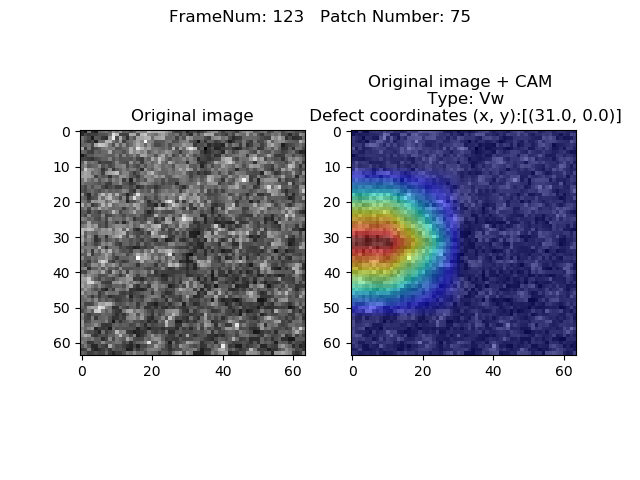 FrameNum: 123   Patch Number: 75
Original image
Original image + CAM
Type: Vw
Defect coordinates (x, y):[(31.0, 0.0)]
0
10
20
30
40
50
60
0 20 40 60
0
10
20
30
40
50
60
0 20 40 60